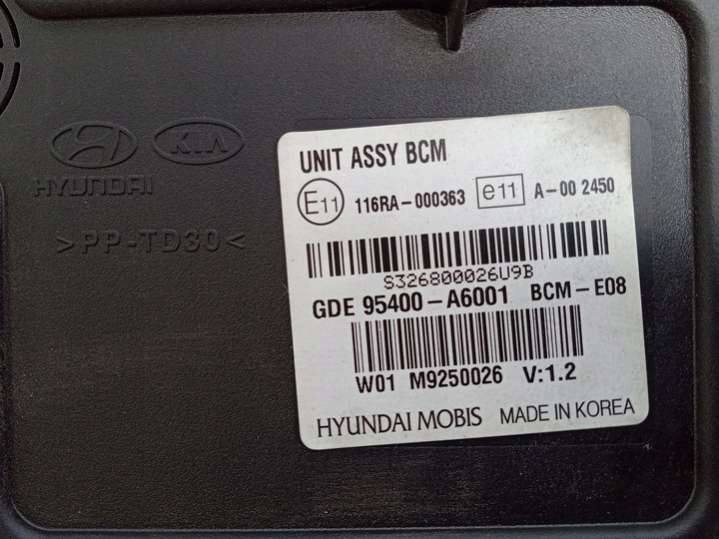 HYUNDAI
KIA
>PP-TD30<
UNIT ASSY BCM
E11 116RA-000363 e11 A-00 2450
S326800026U9B
GDE 95400-A6001 BCM-E08
W01 M9250026 V:1.2
HYUNDAI MOBIS MADE IN KOREA